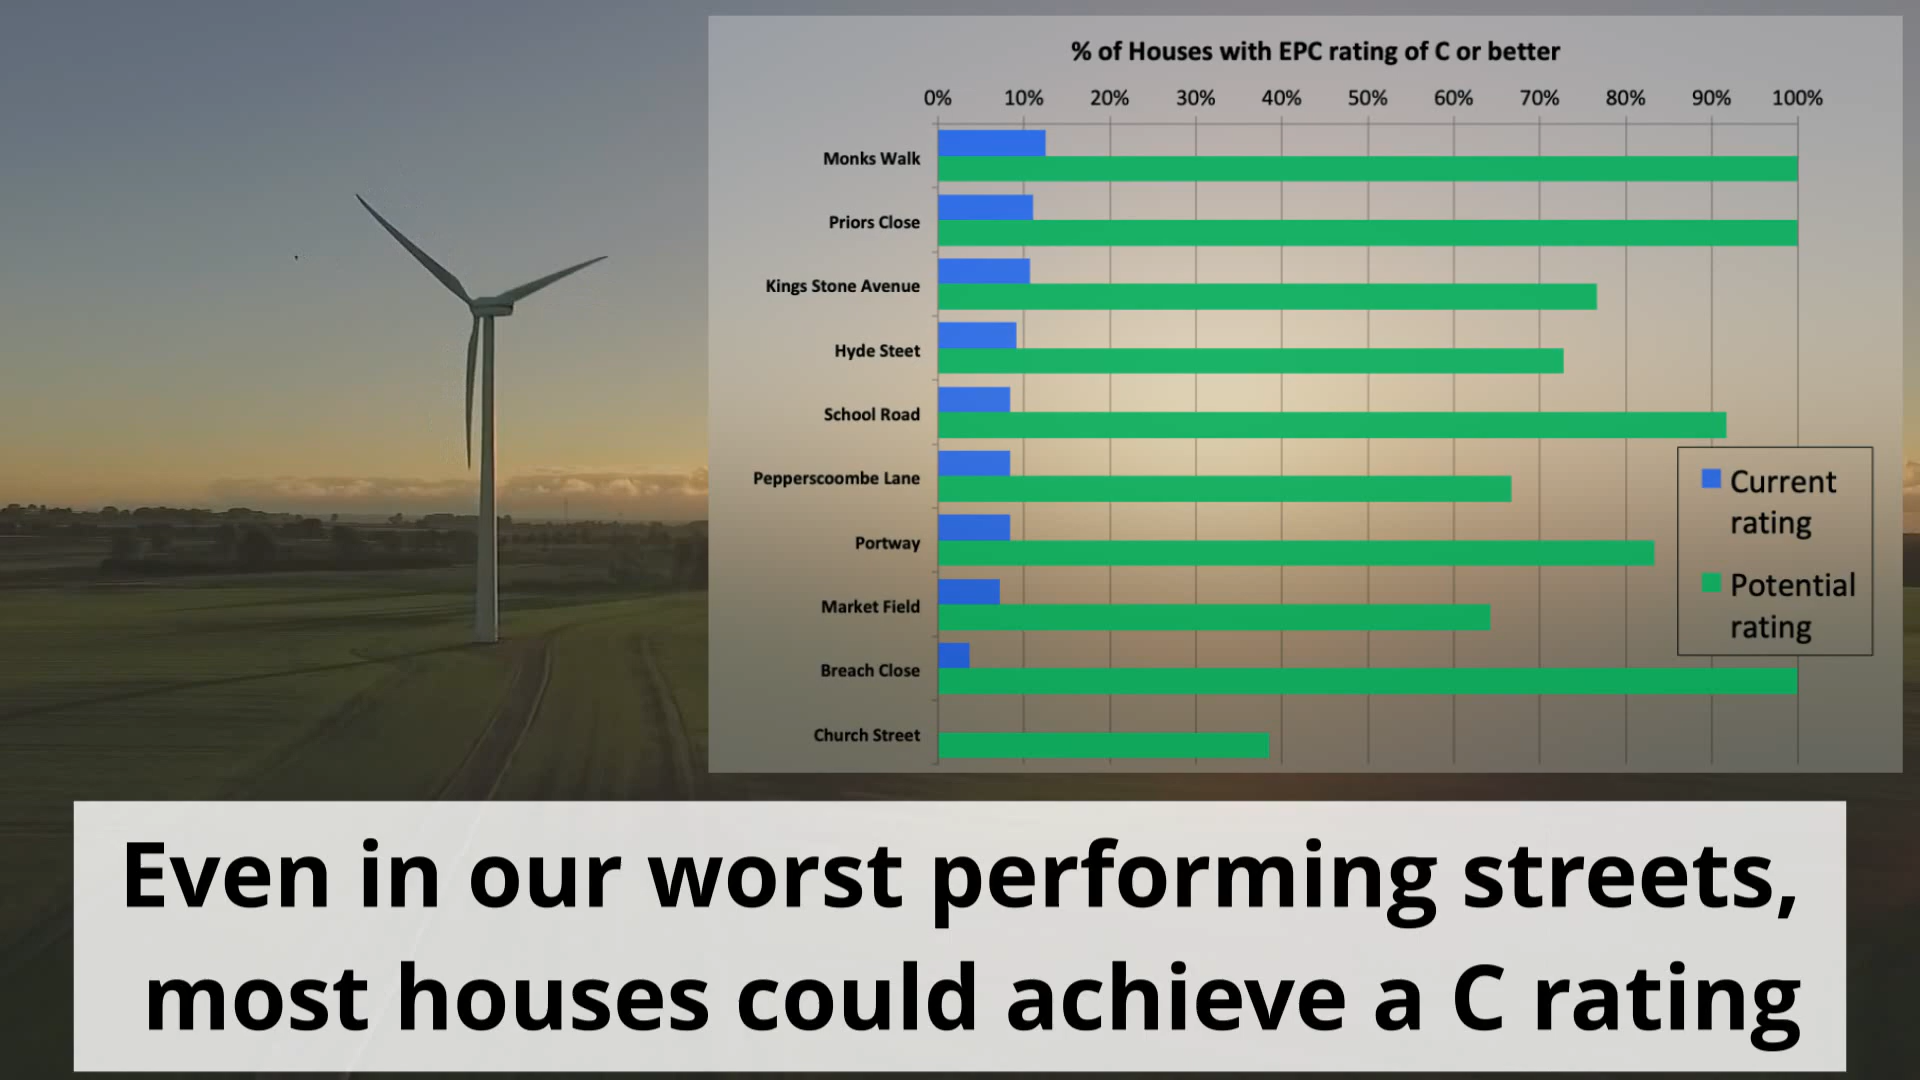 % of Houses with EPC rating of C or better
0% 10% 20% 30% 40% 50% 60% 70% 80% 90% 100%
Monks Walk
Priors Close
Kings Stone Avenue
Hyde Steet
School Road
Pepperscoombe Lane
Portway
Market Field
Breach Close
Church Street
Current
rating
Potential
rating
Even in our worst performing streets,
most houses could achieve a C rating